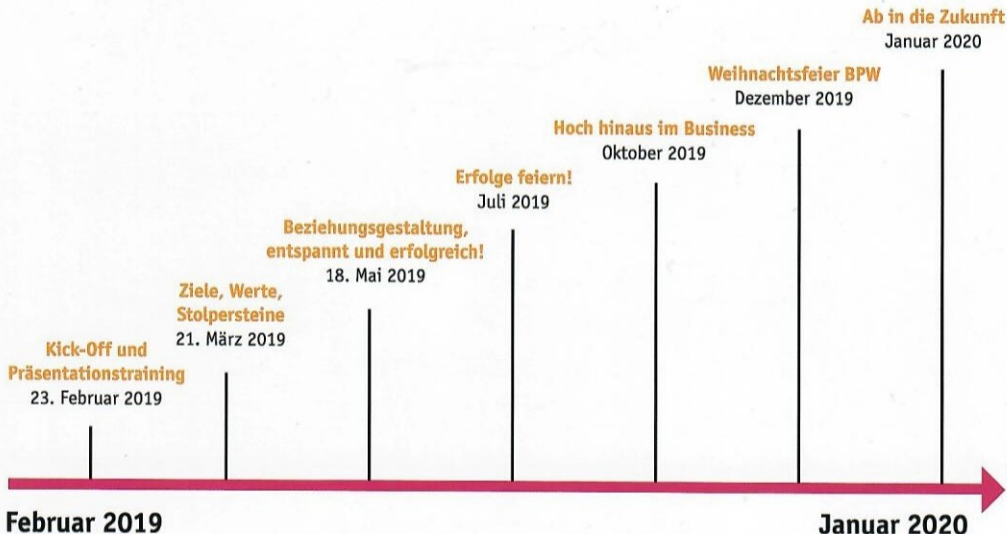 Ab in die Zukunft
Januar 2020
Weihnachtsfeier BPW
Dezember 2019
Hoch hinaus im Business
Oktober 2019
Erfolge feiern!
Juli 2019
Beziehungsgestaltung,
entspannt und erfolgreich!
18. Mai 2019
Ziele, Werte,
Stolpersteine
21. März 2019
Kick-Off und
Präsentationstraining
23. Februar 2019
Februar 2019
Januar 2020